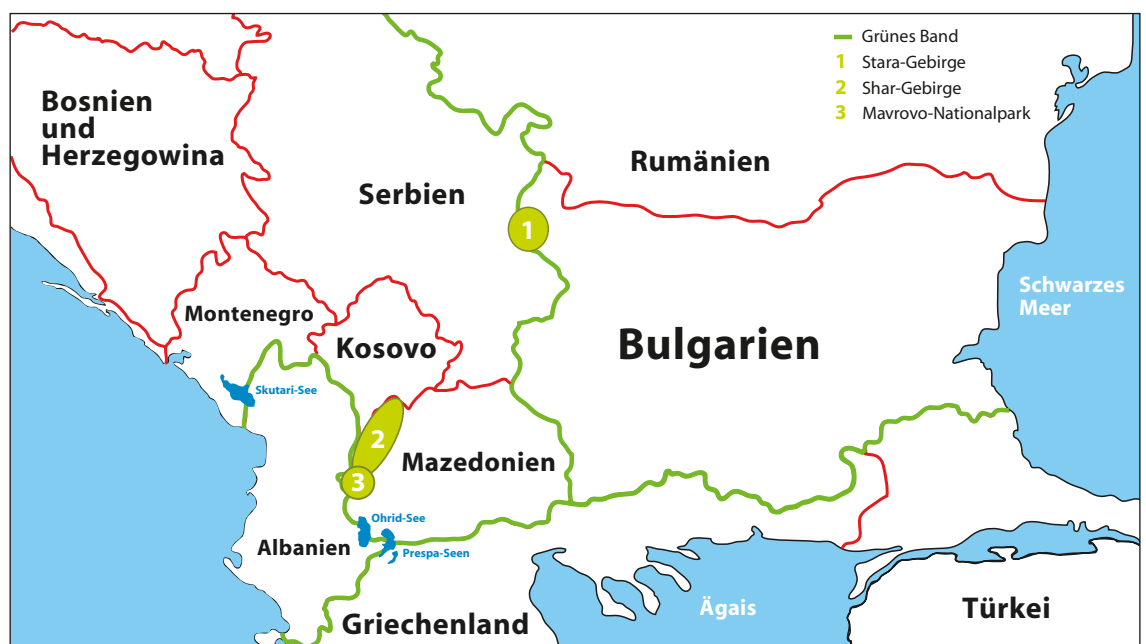 Grünes Band
1 Stara-Gebirge
2 Shar-Gebirge
3 Mavrovo-Nationalpark
Bosnien
und
Herzegowina
Rumänien
Serbien
1
Schwarzes
Meer
Montenegro
Kosovo
Bulgarien
Skutari-See
2
Mazedonien
3
Ohrid-See
Albanien
Prespa-Seen
Griechenland
Ägais
Türkei